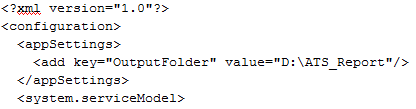 <?xml version="1.0"?>
<configuration>
  <appSettings>
    <add key="OutputFolder" value="D:\ATS_Report"/>
  </appSettings>
  <system.serviceModel>